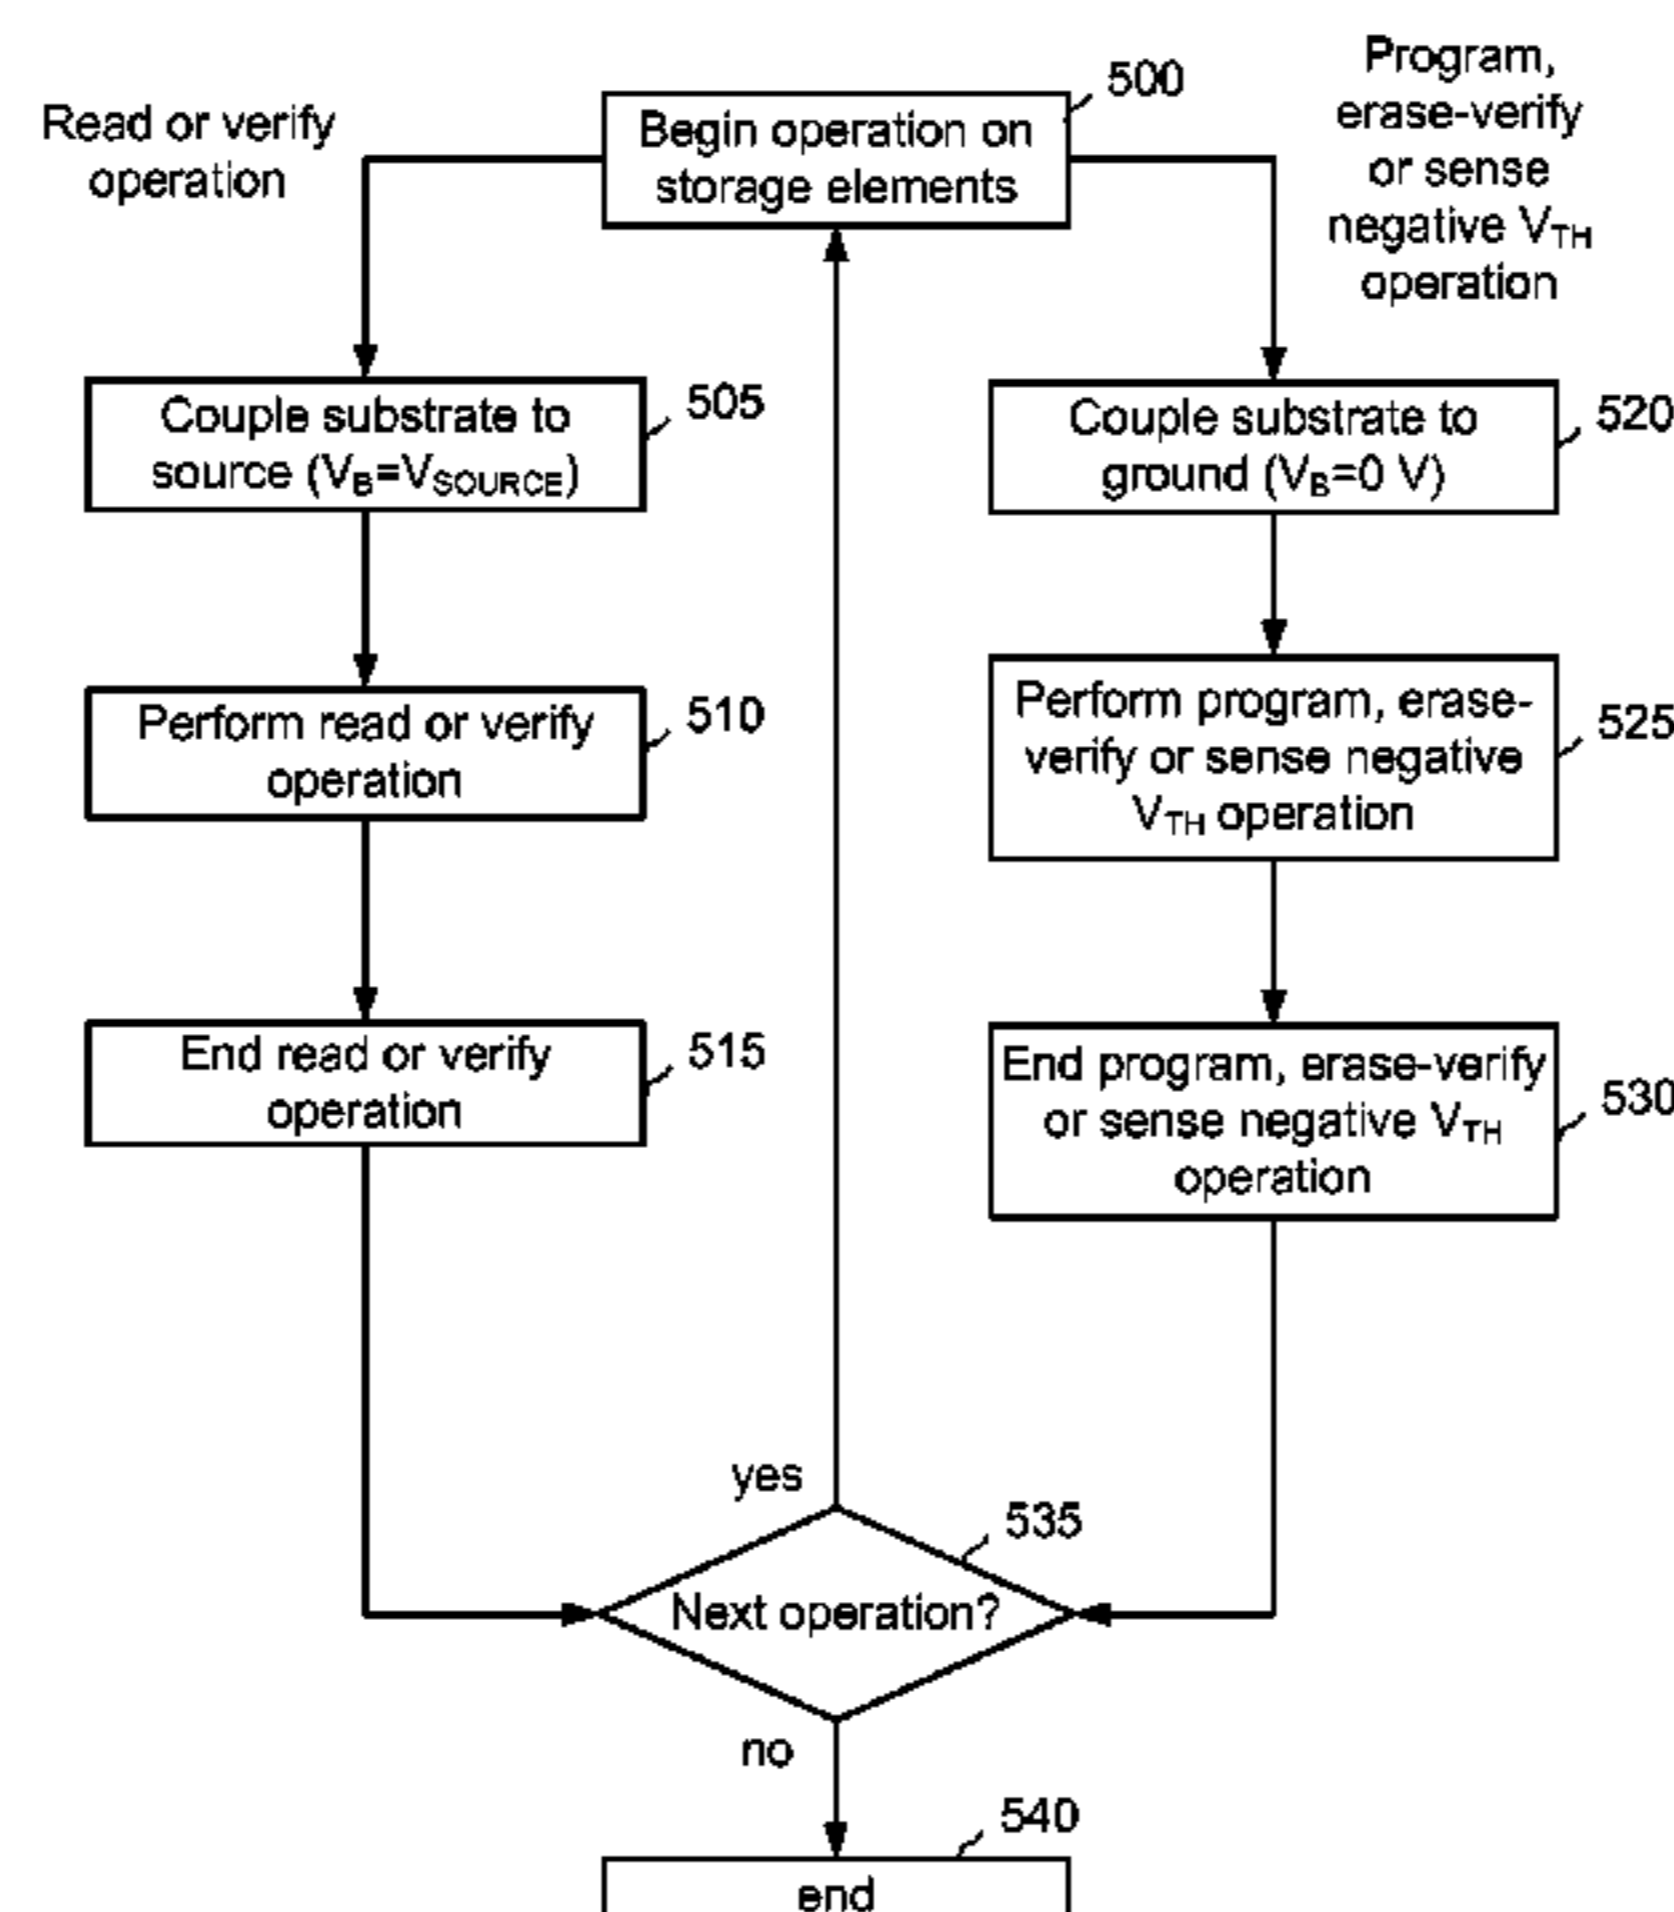 500
Begin operation on
storage elements
Read or verify
operation
Program,
erase-verify
or sense
negative VTH
operation
Couple substrate to
source (VB=VSOURCE)
505
Perform read or verify
operation
510
End read or verify
operation
515
Couple substrate to
ground (VB=0 V)
520
Perform program, erase-
verify or sense negative
VTH operation
525
End program, erase-verify
or sense negative VTH
operation
530
yes
535
Next operation?
no
540
end